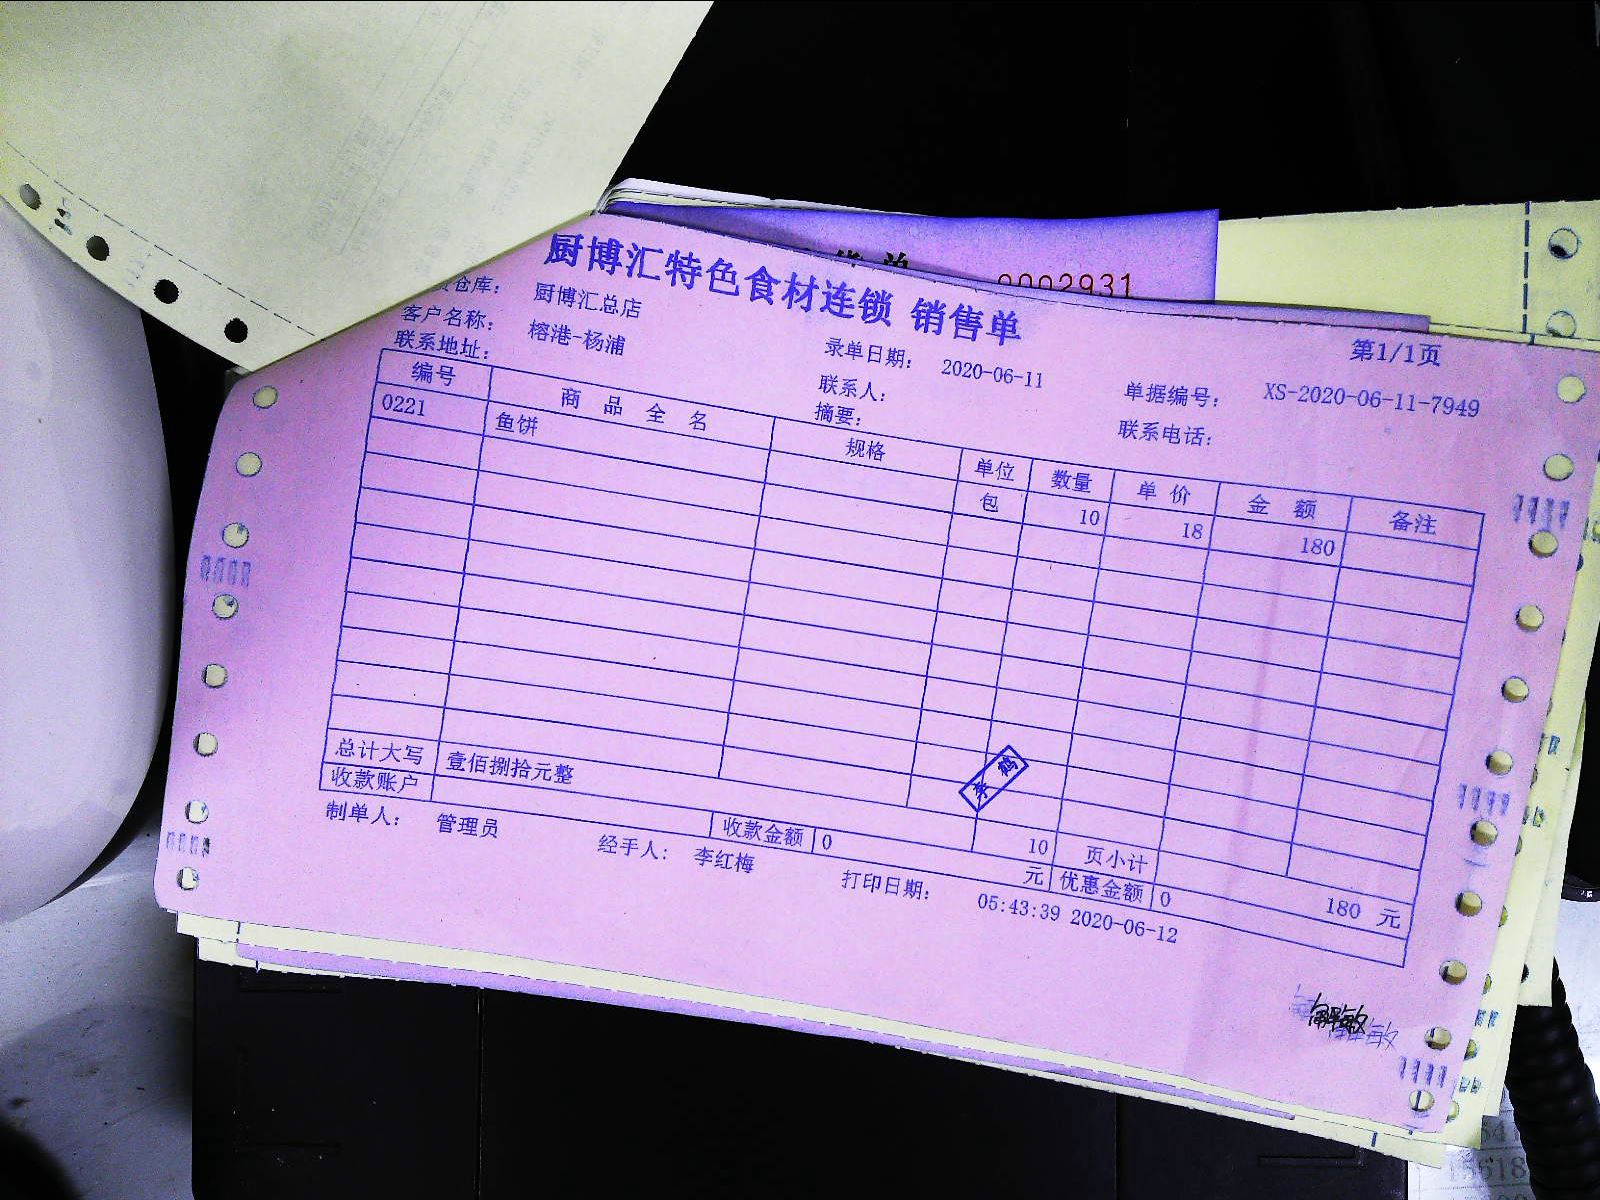 厨博汇特色食材连锁 销售单
0002931
仓库： 厨博汇总店
第1/1页
客户名称： 榕港-杨浦
录单日期： 2020-06-11
单据编号： XS-2020-06-11-7949
联系地址：
联系人：
联系电话：
摘要：
编号 商品全名 规格 单位 数量 单价 金额 备注
0221 鱼饼 包 10 18 180
总计大写 壹佰捌拾元整 10 页小计 180 元
收款账户 收款金额 0 元 优惠金额 0
制单人： 管理员 经手人： 李红梅 打印日期： 05:43:39 2020-06-12